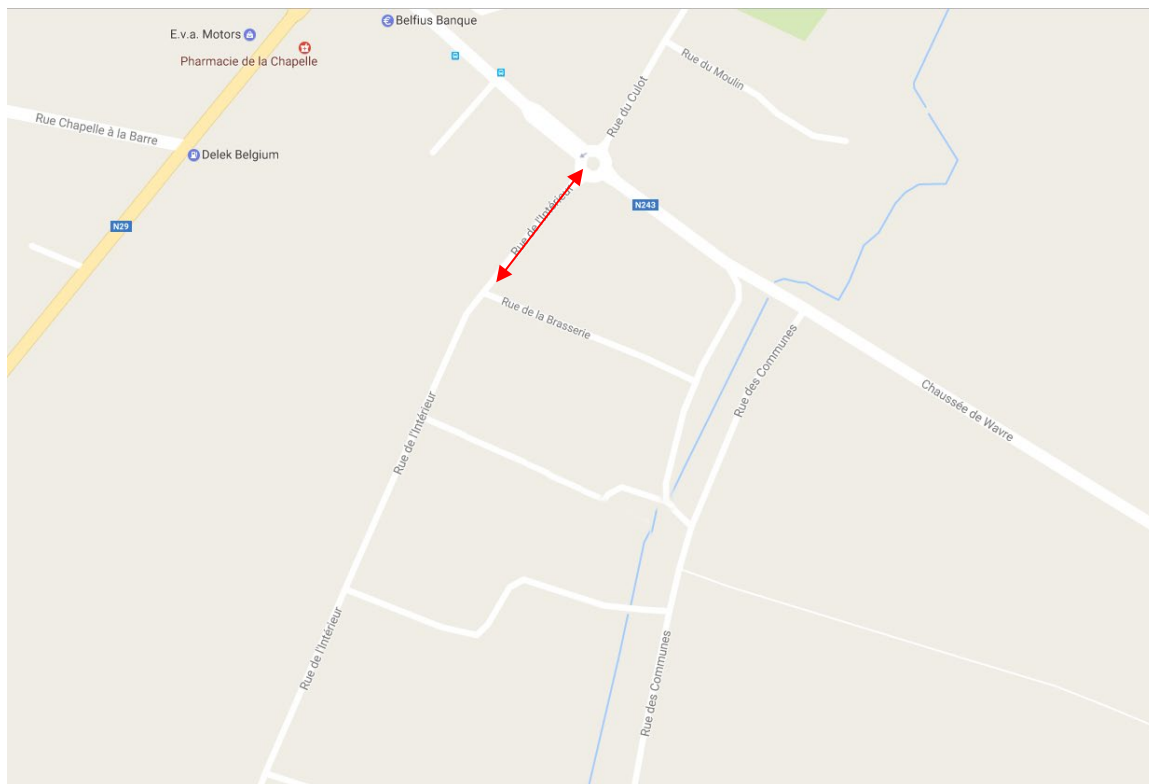 Belfius Banque
E.v.a. Motors
Pharmacie de la Chapelle
Rue du Moulin
Rue du Culot
Rue Chapelle à la Barre
Delek Belgium
N243
Rue de l'Intérieur
N29
Rue de la Brasserie
Rue des Communes
Chaussée de Wavre
Rue de l'Intérieur
Rue de l'Intérieur
Rue des Communes